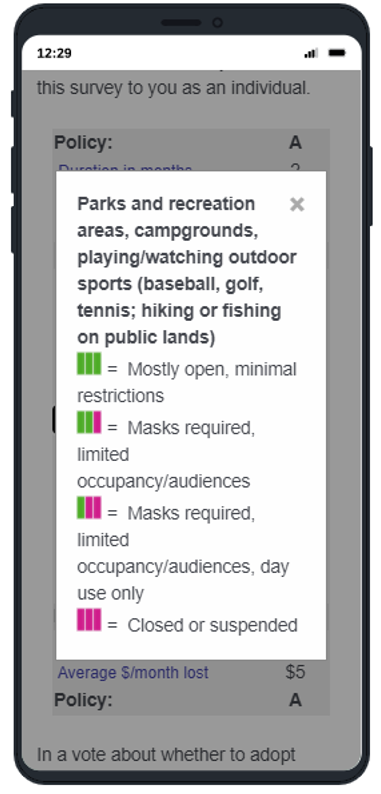 12:29
this survey to you as an individual.
Policy: A
Duration in months 2
Parks and recreation ×
areas, campgrounds,
playing/watching outdoor
sports (baseball, golf,
tennis; hiking or fishing
on public lands)
= Mostly open, minimal
restrictions
= Masks required,
limited
occupancy/audiences
= Masks required,
limited
occupancy/audiences, day
use only
= Closed or suspended
Average $/month lost $5
Policy: A
In a vote about whether to adopt